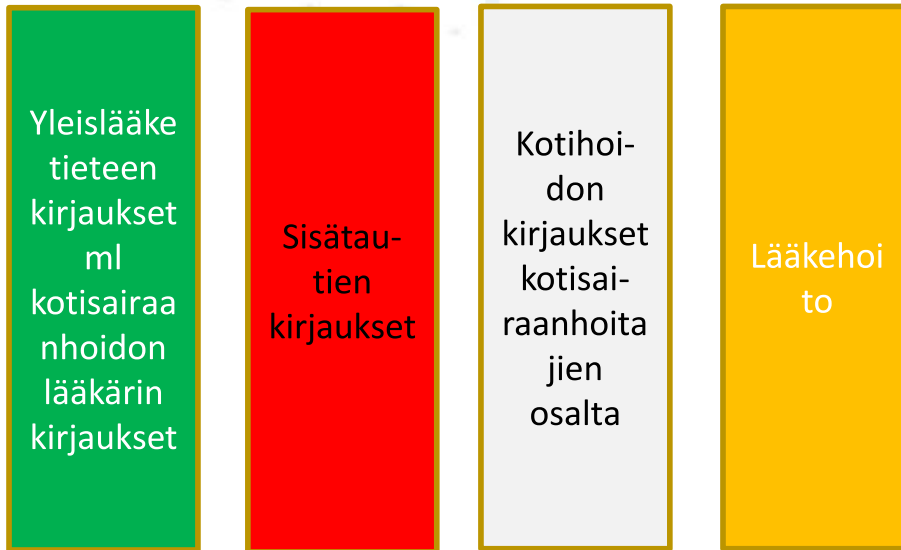 Yleislääke
tieteen
kirjaukset
ml
kotisairaa
nhoidon
lääkärin
kirjaukset
Sisätau-
tien
kirjaukset
Kotihoi-
don
kirjaukset
kotisai-
raanhoita
jien
osalta
Lääkehoi
to